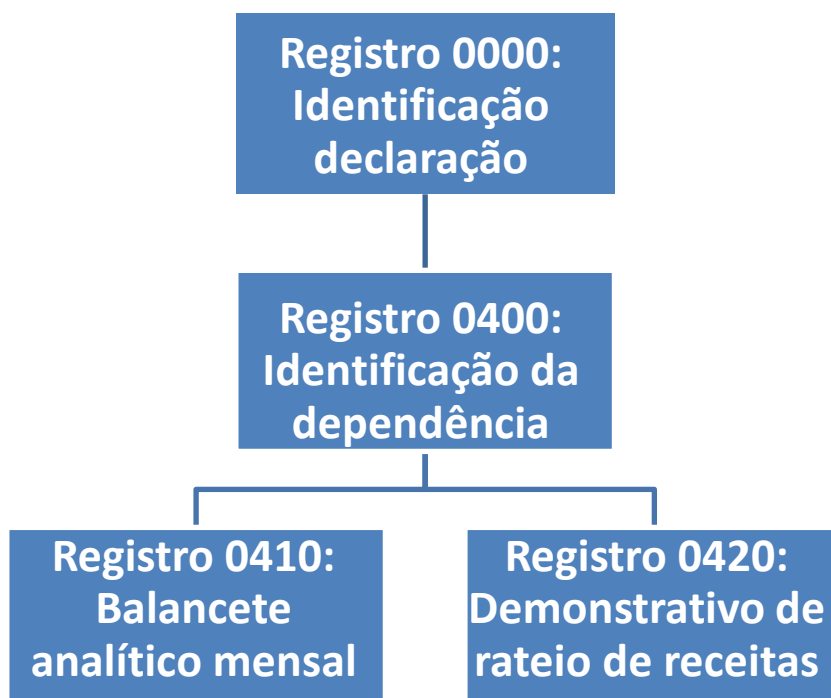 Registro 0000:
Identificação
declaração
Registro 0400:
Identificação da
dependência
Registro 0410:
Balancete
analítico mensal
Registro 0420:
Demonstrativo de
rateio de receitas